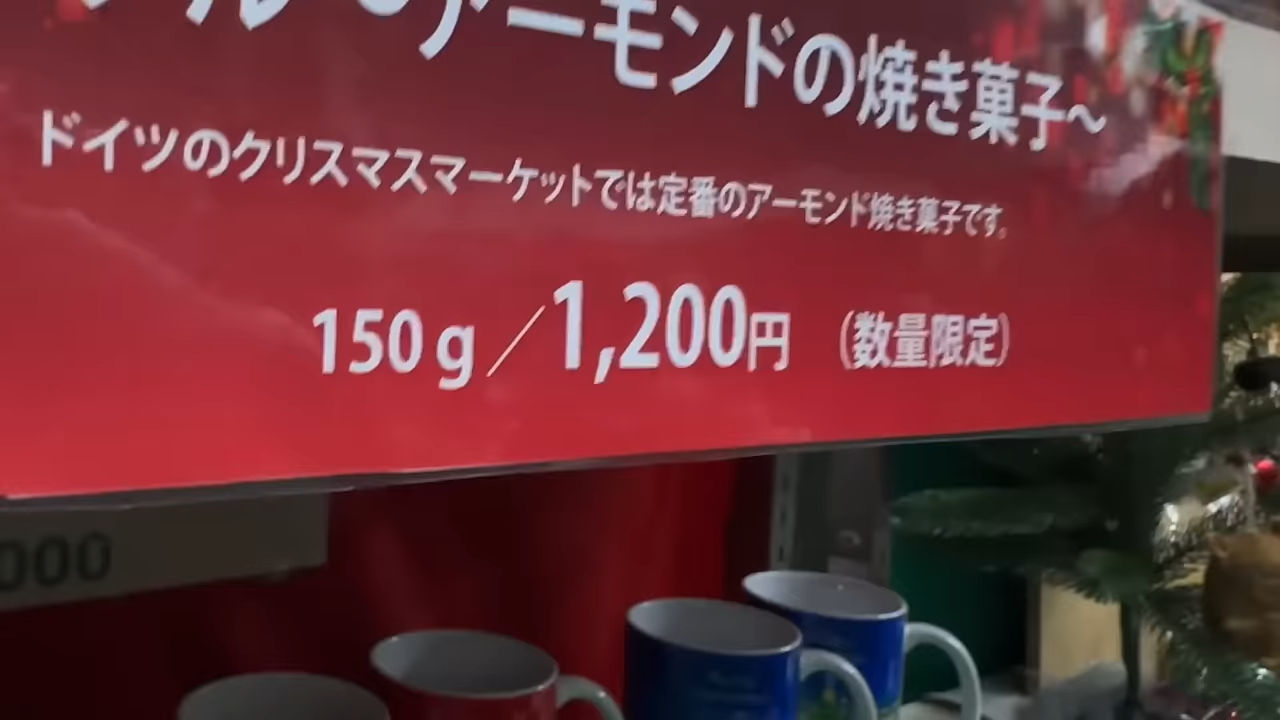 アーモンドの焼き菓子～
ドイツのクリスマスマーケットでは定番のアーモンド焼き菓子です。
150g／1,200円 (数量限定)
000